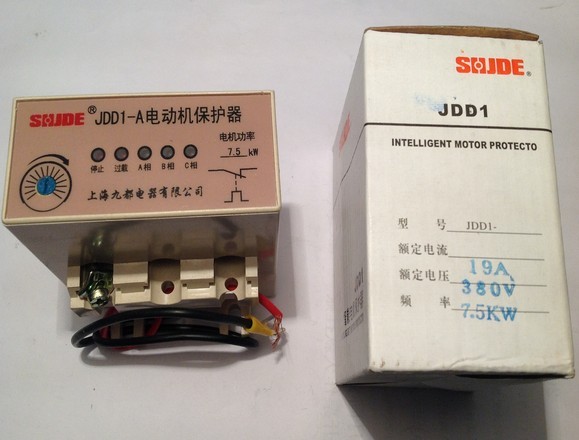 SHJDE® JDD1-A电动机保护器
电机功率
7.5 kW
停止 过载 A相 B相 C相
上海九都电器有限公司
SHJDE®
JDD1
INTELLIGENT MOTOR PROTECTO
型 号 JDD1-
额定电流
19A
额定电压
380V
频 率
7.5KW
JDD1